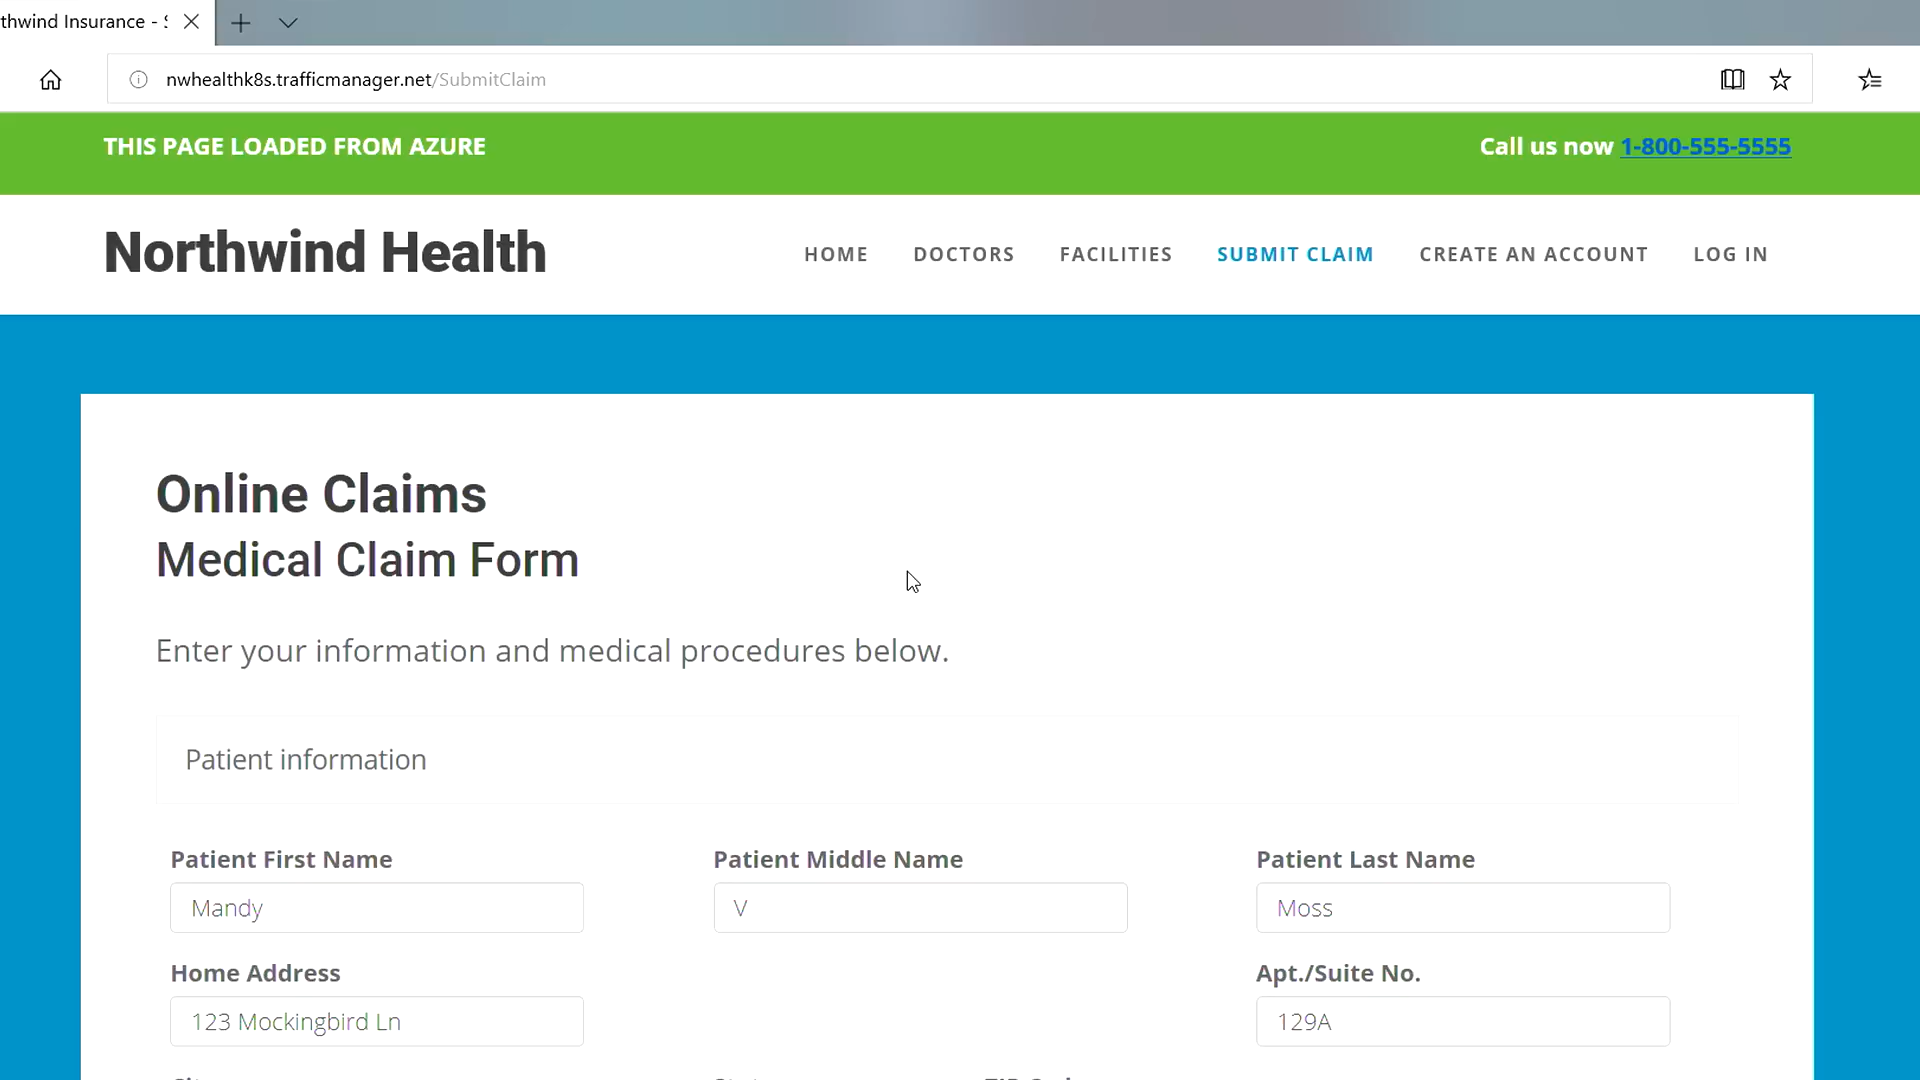 thwind Insurance - S
nwhealthk8s.trafficmanager.net/SubmitClaim
THIS PAGE LOADED FROM AZURE
Call us now 1-800-555-5555
Northwind Health
HOME DOCTORS FACILITIES SUBMIT CLAIM CREATE AN ACCOUNT LOG IN
Online Claims
Medical Claim Form
Enter your information and medical procedures below.
Patient information
Patient First Name Patient Middle Name Patient Last Name
Mandy V Moss
Home Address Apt./Suite No.
123 Mockingbird Ln 129A